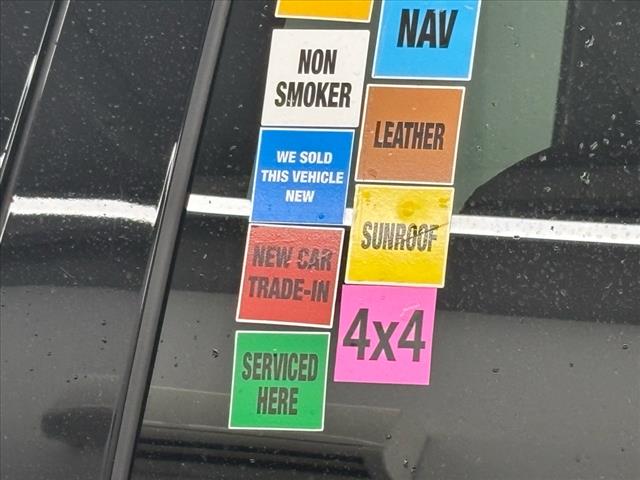 NAV
NON
SMOKER
LEATHER
WE SOLD
THIS VEHICLE
NEW
SUNROOF
NEW CAR
TRADE-IN
4x4
SERVICED
HERE